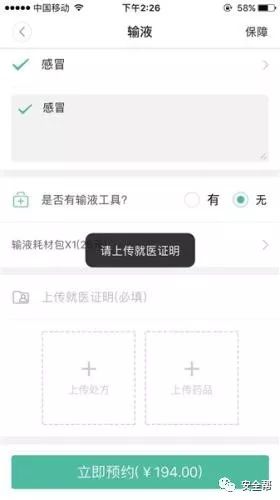 中国移动 下午2:26 58%
输液 保障
感冒
感冒
是否有输液工具? 有 无
输液耗材包X1(2
请上传就医证明
上传就医证明(必填)
上传处方 上传药品
安全帮
立即预约(￥194.00)